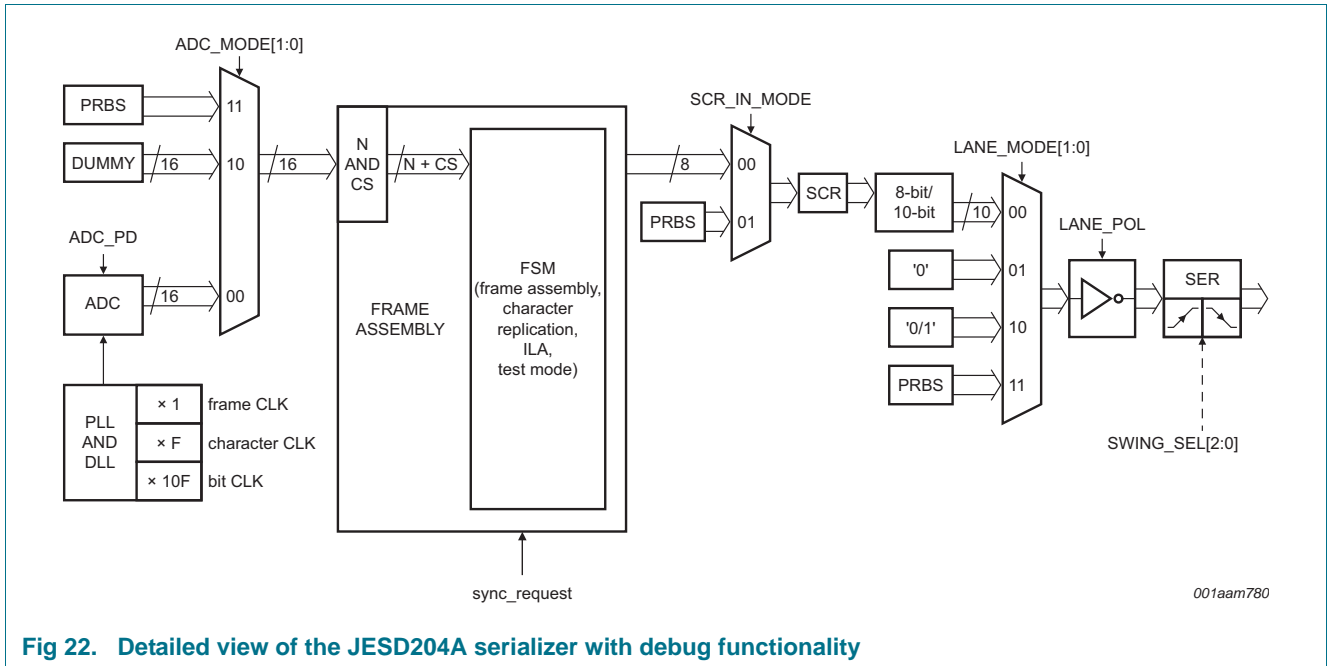 ADC_MODE[1:0]
PRBS
11
DUMMY
16
10
16
ADC_PD
ADC
16
00
PLL
AND
DLL
× 1
frame CLK
× F
character CLK
× 10F
bit CLK
N
AND
CS
N + CS
FRAME
ASSEMBLY
FSM
(frame assembly,
character
replication,
ILA,
test mode)
sync_request
SCR_IN_MODE
8
00
PRBS
01
SCR
8-bit/
10-bit
LANE_MODE[1:0]
10
00
'0'
01
'0/1'
10
PRBS
11
LANE_POL
SER
SWING_SEL[2:0]
001aam780
Fig 22. Detailed view of the JESD204A serializer with debug functionality